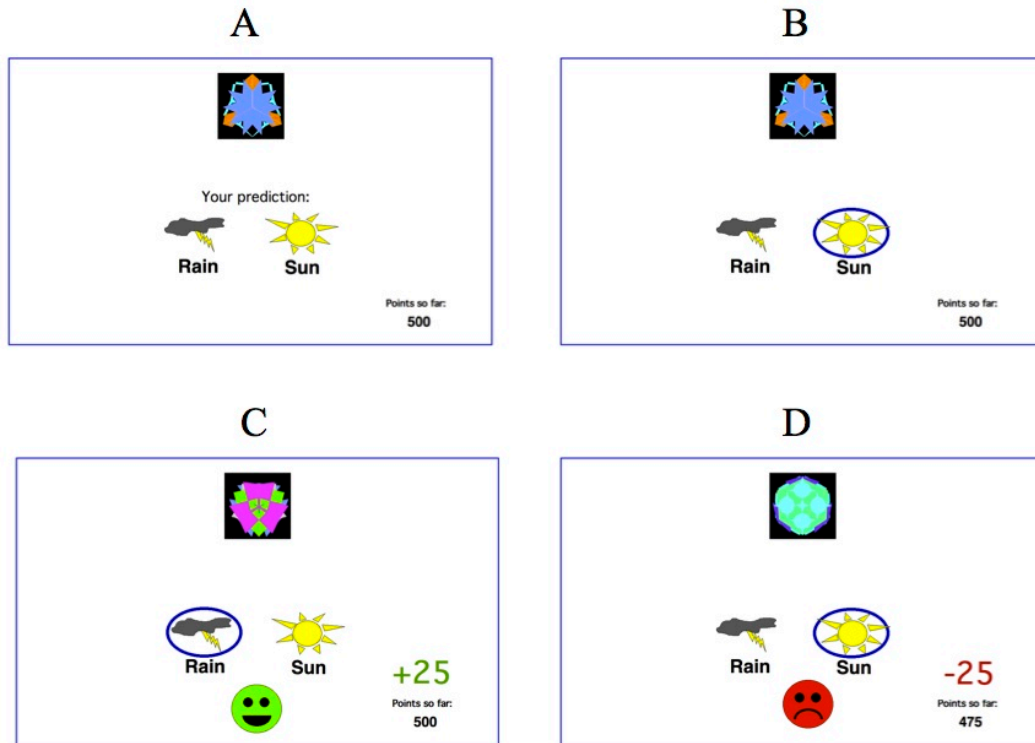 A
Your prediction:
Rain Sun
Points so far:
500
B
Rain Sun
Points so far:
500
C
Rain Sun
+25
Points so far:
500
D
Rain Sun
-25
Points so far:
475